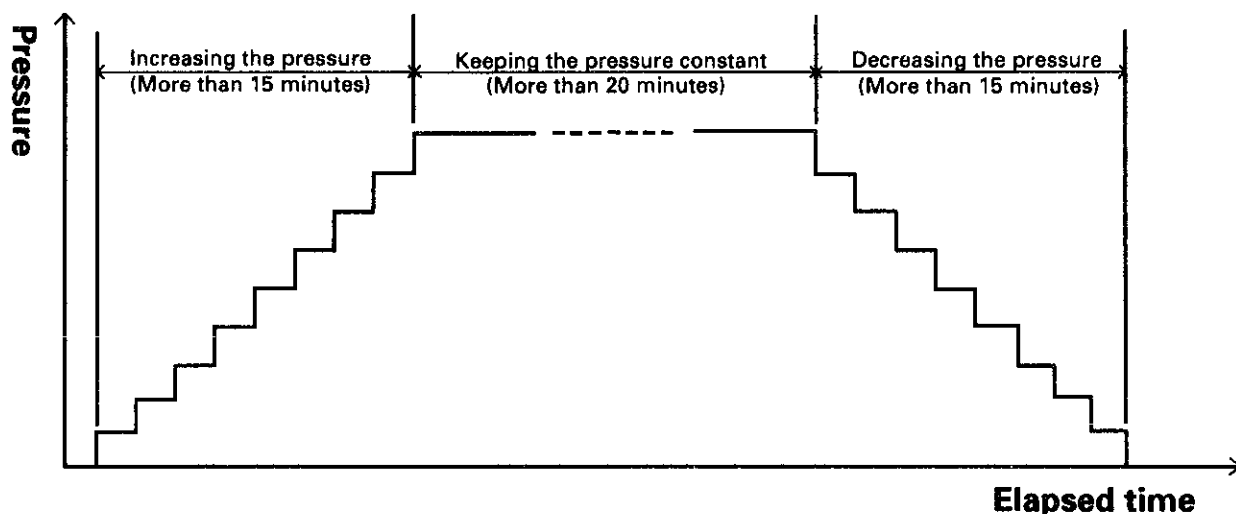 Pressure
Increasing the pressure
(More than 15 minutes)
Keeping the pressure constant
(More than 20 minutes)
Decreasing the pressure
(More than 15 minutes)
Elapsed time